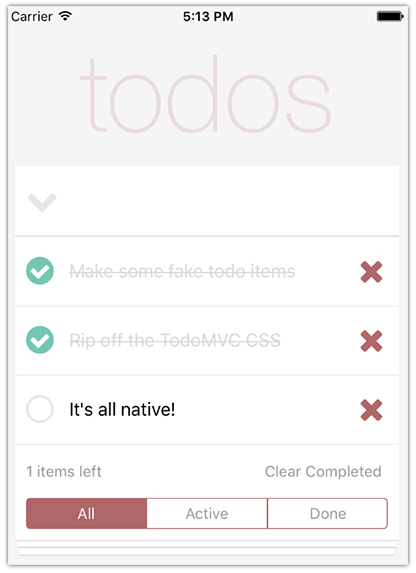 Carrier 5:13 PM
todos
Make some fake todo items
Rip off the TodoMVC CSS
It's all native!
1 items left Clear Completed
All Active Done